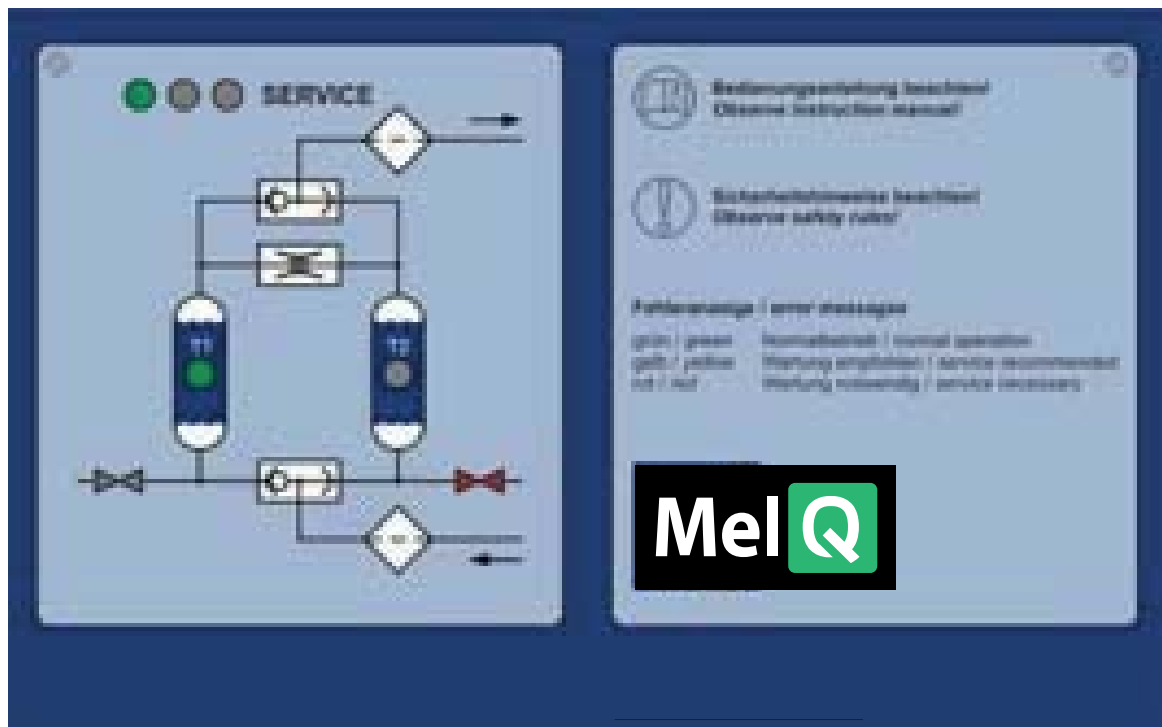 SERVICE
T1
T2
Bedienungsanleitung beachten!
Observe instruction manual!
Sicherheitshinweise beachten!
Observe safety rules!
Fehleranzeige / error messages
grün / green Normalbetrieb / normal operation
gelb / yellow Wartung empfohlen / service recommended
rot / Wartung notwendig / service necessary
MelQ